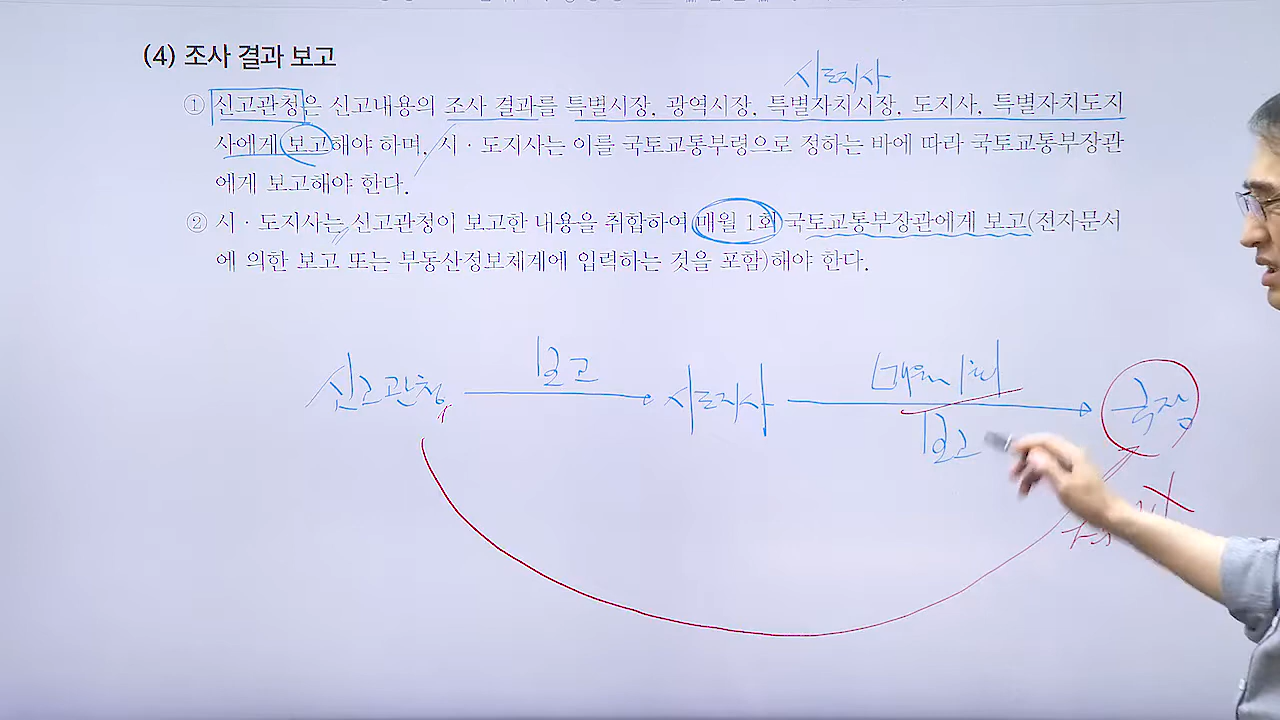 (4) 조사 결과 보고
시도지사
① 신고관청은 신고내용의 조사 결과를 특별시장, 광역시장, 특별자치시장, 도지사, 특별자치도지
사에게 보고해야 하며, 시 · 도지사는 이를 국토교통부령으로 정하는 바에 따라 국토교통부장관
에게 보고해야 한다.
② 시 · 도지사는 신고관청이 보고한 내용을 취합하여 매월 1회 국토교통부장관에게 보고(전자문서
에 의한 보고 또는 부동산정보체계에 입력하는 것을 포함)해야 한다.
보고 매월 1회
신고관청 시도지사 국장
보고